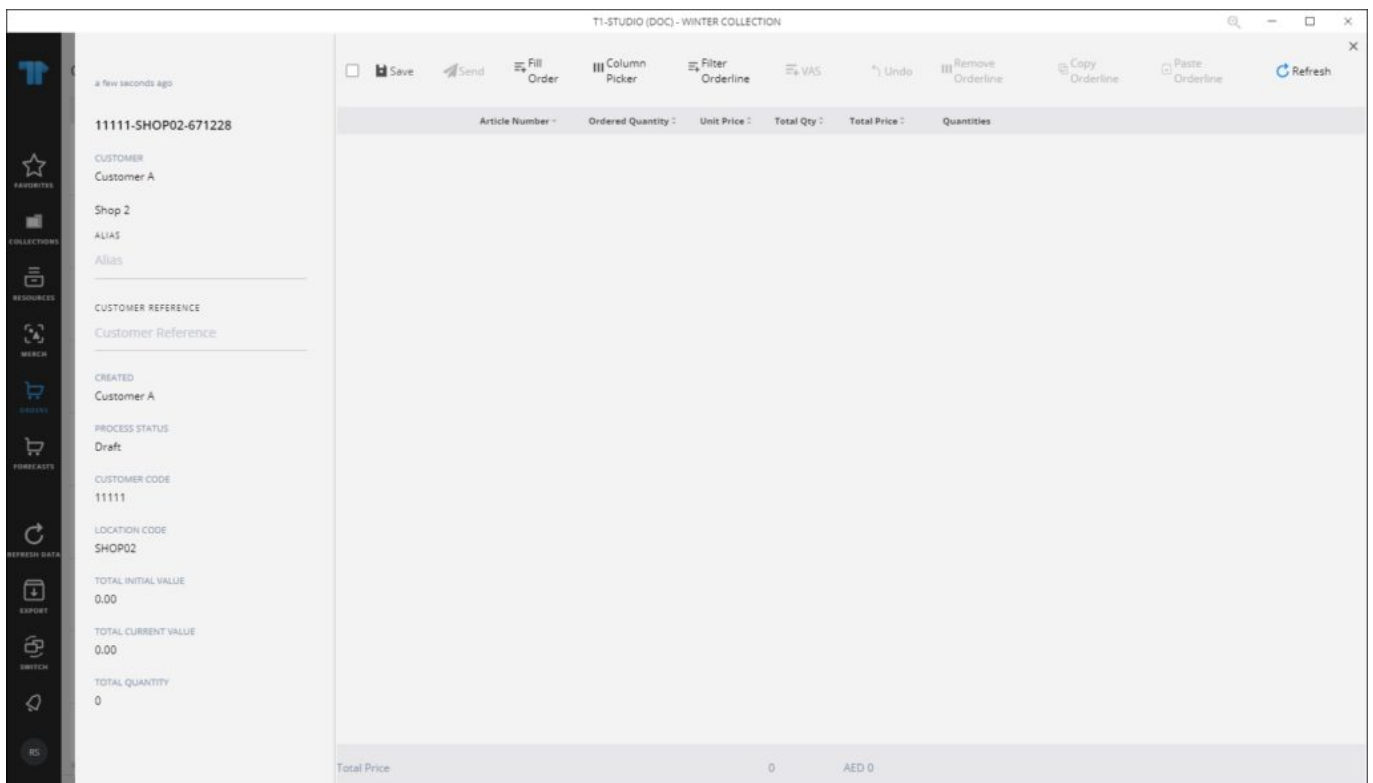 T1-STUDIO (DOC) - WINTER COLLECTION
FAVORITES
COLLECTIONS
RESOURCES
MERCH
ORDERS
FORECASTS
REFRESH DATA
EXPORT
SWITCH
RS
a few seconds ago
11111-SHOP02-671228
CUSTOMER
Customer A
Shop 2
ALIAS
Alias
CUSTOMER REFERENCE
Customer Reference
CREATED
Customer A
PROCESS STATUS
Draft
CUSTOMER CODE
11111
LOCATION CODE
SHOP02
TOTAL INITIAL VALUE
0.00
TOTAL CURRENT VALUE
0.00
TOTAL QUANTITY
0
Save Send Fill Order Column Picker Filter Orderline VAS Undo Remove Orderline Copy Orderline Paste Orderline Refresh
Article Number Ordered Quantity Unit Price Total Qty Total Price Quantities
Total Price 0 AED 0